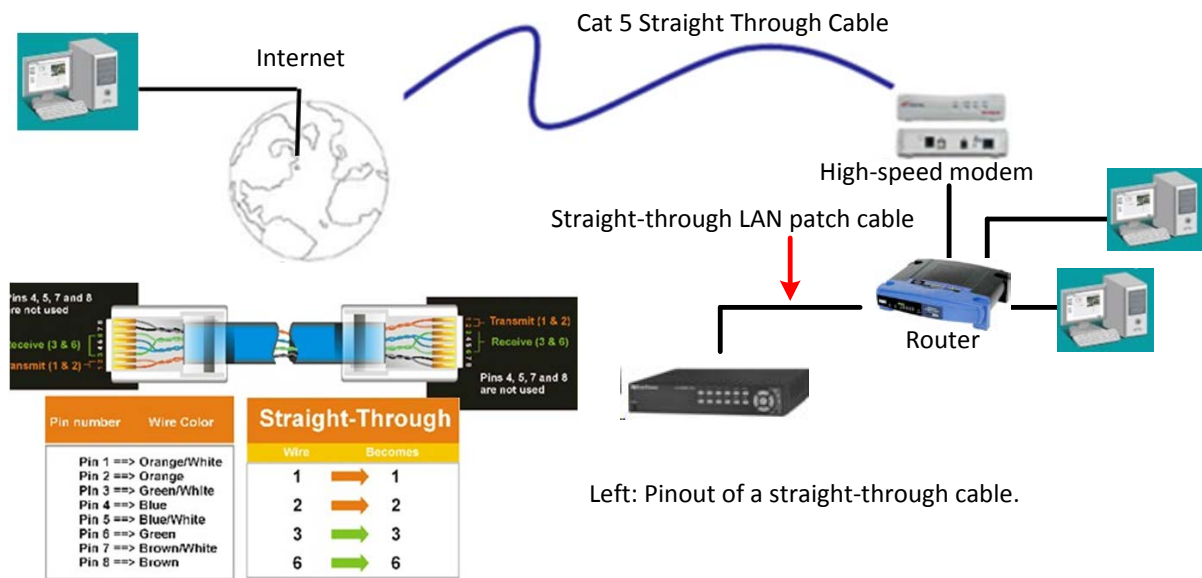 Cat 5 Straight Through Cable
Internet
High-speed modem
Straight-through LAN patch cable
Router
Pins 4, 5, 7 and 8
are not used
Receive (3 & 6)
Transmit (1 & 2)
Transmit (1 & 2)
Receive (3 & 6)
Pins 4, 5, 7 and 8
are not used
Pin number Wire Color
Pin 1 ==> Orange/White
Pin 2 ==> Orange
Pin 3 ==> Green/White
Pin 4 ==> Blue
Pin 5 ==> Blue/White
Pin 6 ==> Green
Pin 7 ==> Brown/White
Pin 8 ==> Brown
Straight-Through
Wire Becomes
1 1
2 2
3 3
6 6
Left: Pinout of a straight-through cable.